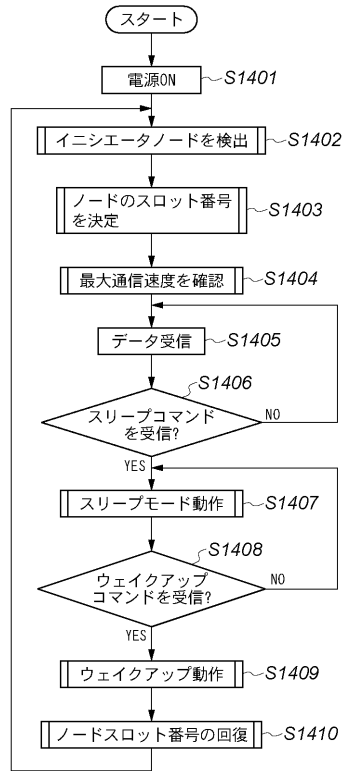 スタート
電源ON
S1401
イニシエータノードを検出
S1402
ノードのスロット番号
を決定
S1403
最大通信速度を確認
S1404
データ受信
S1405
S1406
スリープコマンド
を受信?
NO
YES
スリープモード動作
S1407
S1408
ウェイクアップ
コマンドを受信?
NO
YES
ウェイクアップ動作
S1409
ノードスロット番号の回復
S1410